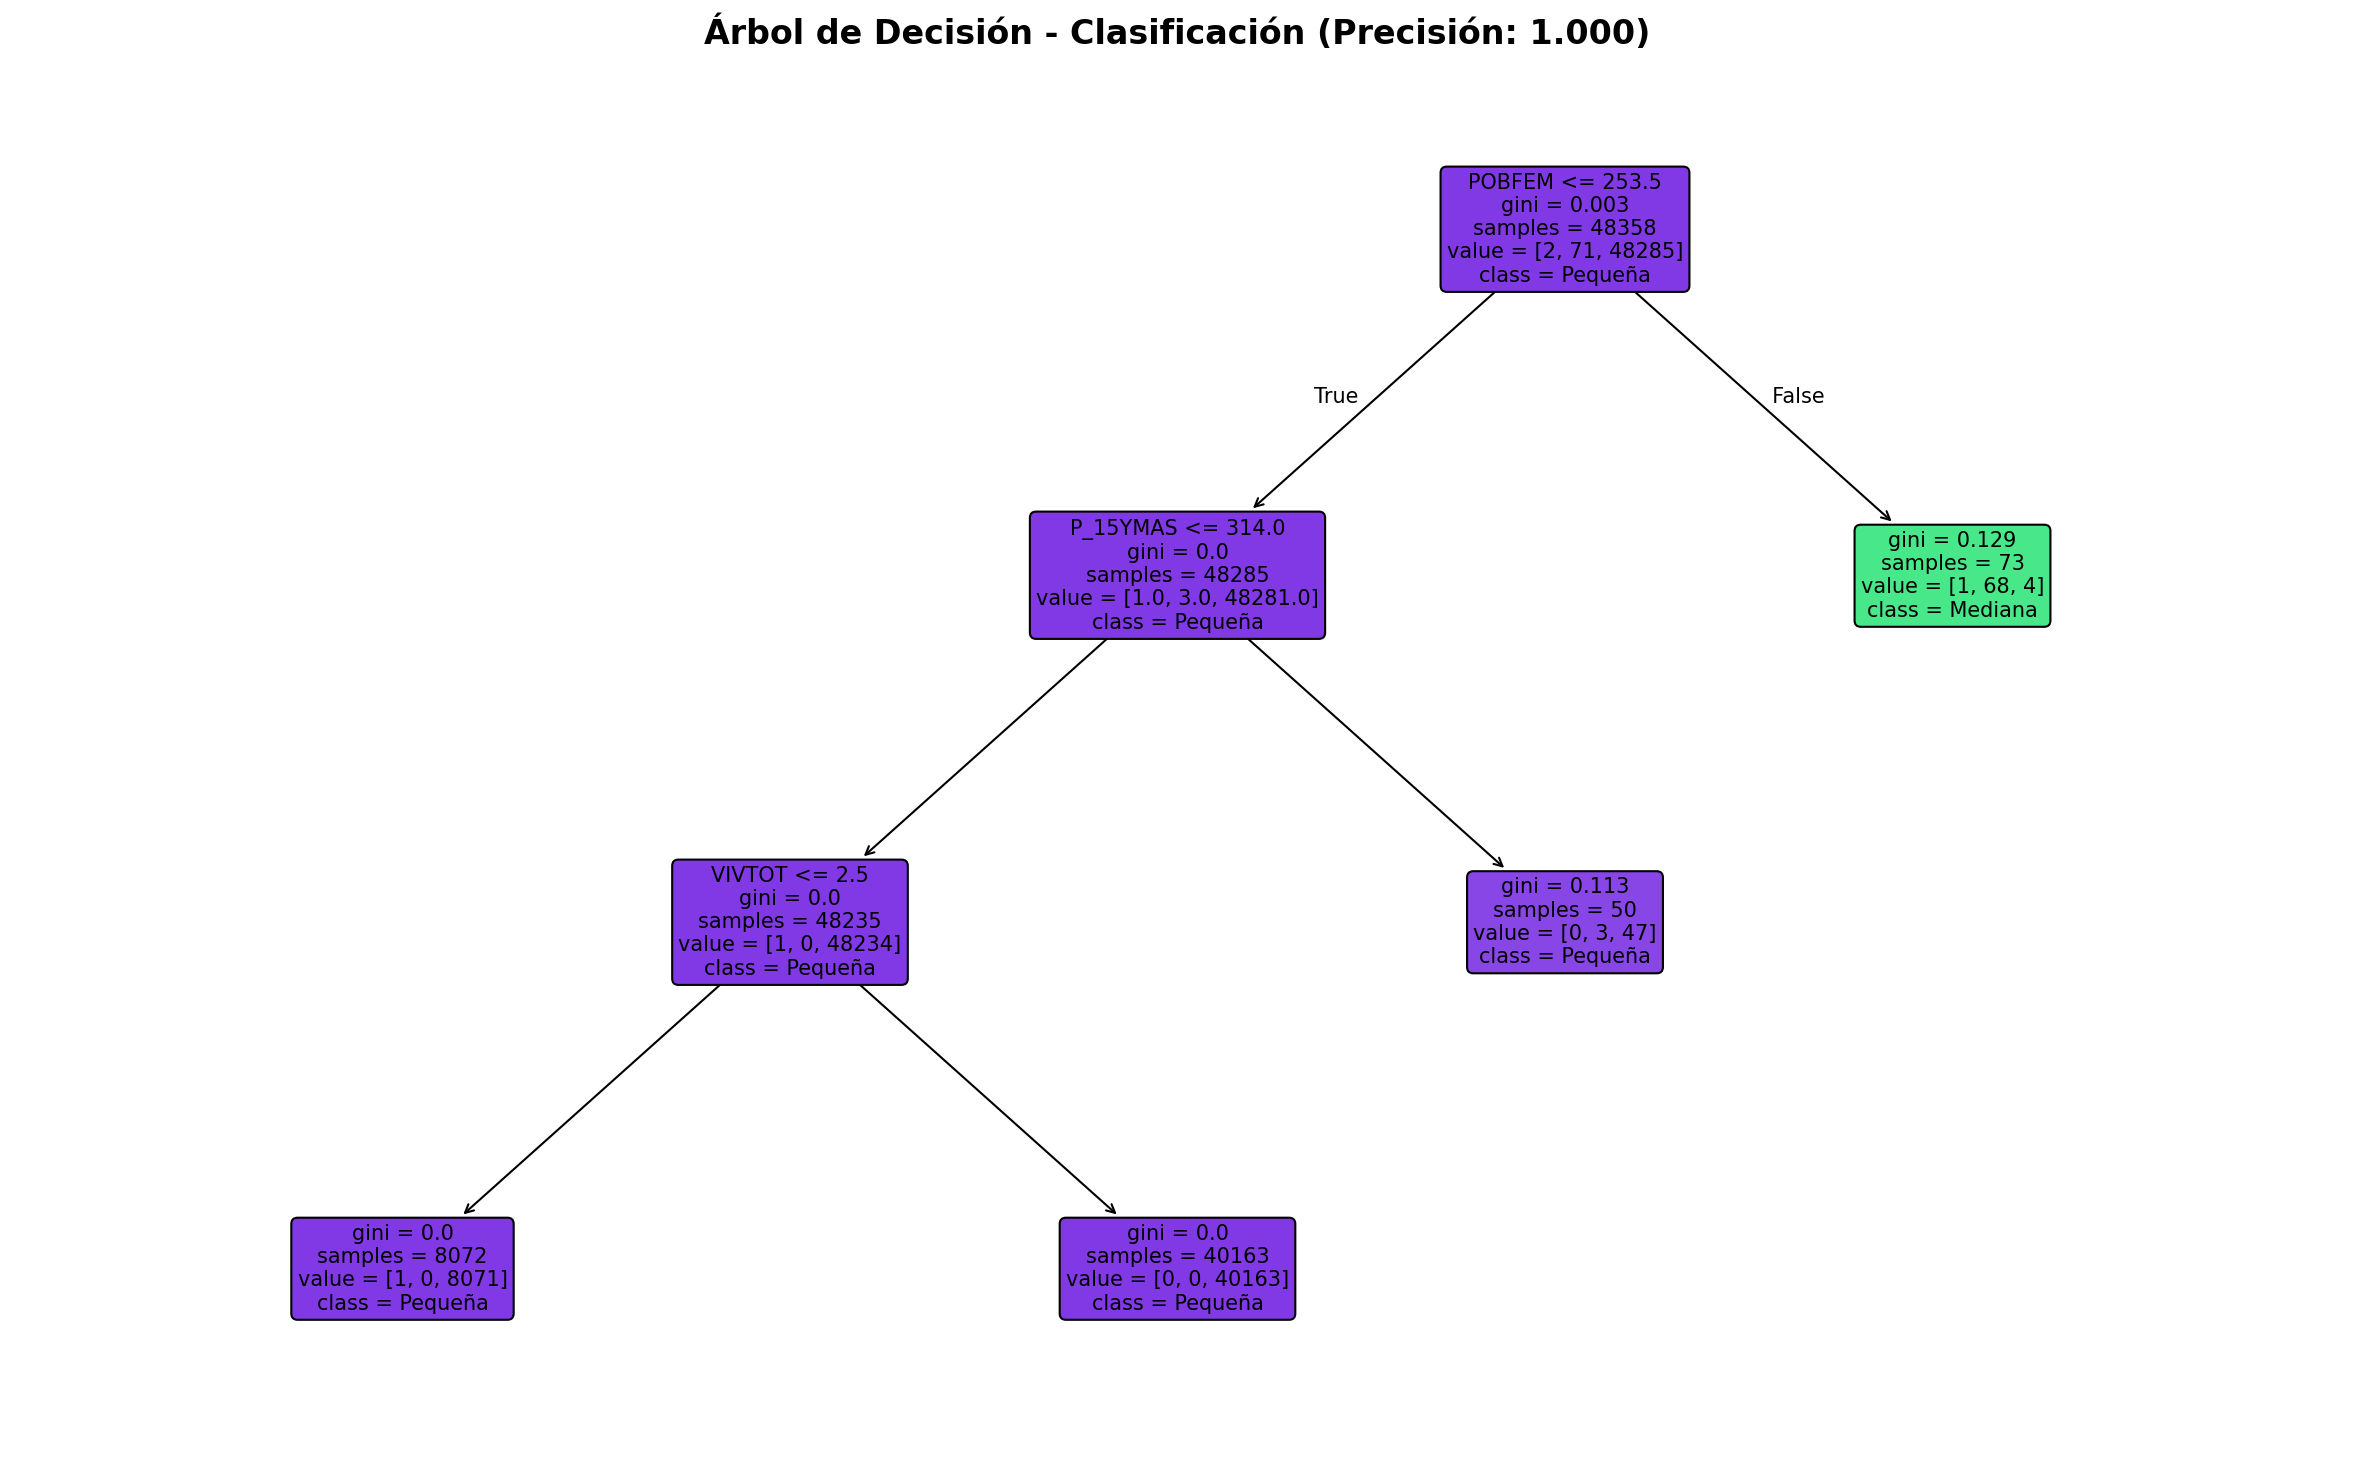 Árbol de Decisión - Clasificación (Precisión: 1.000)
POBFEM <= 253.5
gini = 0.003
samples = 48358
value = [2, 71, 48285]
class = Pequeña
True
False
P_15YMAS <= 314.0
gini = 0.0
samples = 48285
value = [1.0, 3.0, 48281.0]
class = Pequeña
gini = 0.129
samples = 73
value = [1, 68, 4]
class = Mediana
VIVTOT <= 2.5
gini = 0.0
samples = 48235
value = [1, 0, 48234]
class = Pequeña
gini = 0.113
samples = 50
value = [0, 3, 47]
class = Pequeña
gini = 0.0
samples = 8072
value = [1, 0, 8071]
class = Pequeña
gini = 0.0
samples = 40163
value = [0, 0, 40163]
class = Pequeña